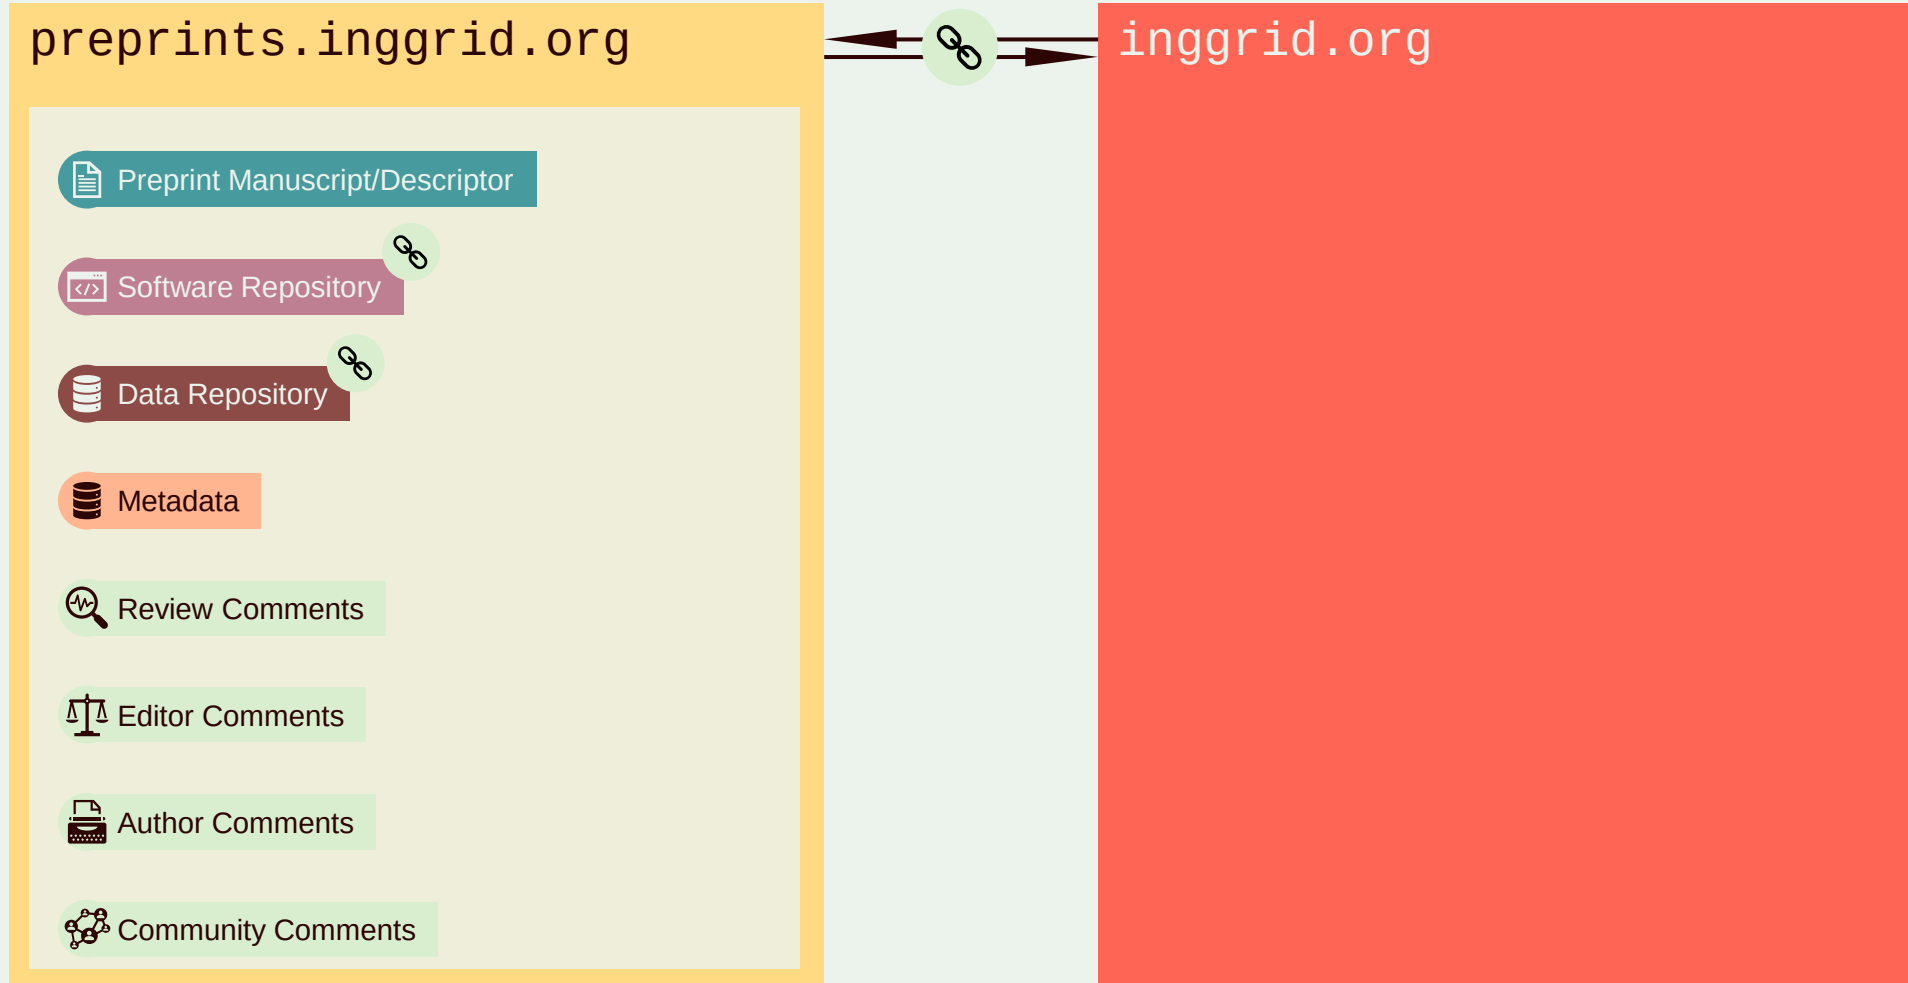 preprints.inggrid.org
inggrid.org
Preprint Manuscript/Descriptor
Software Repository
Data Repository
Metadata
Review Comments
Editor Comments
Author Comments
Community Comments